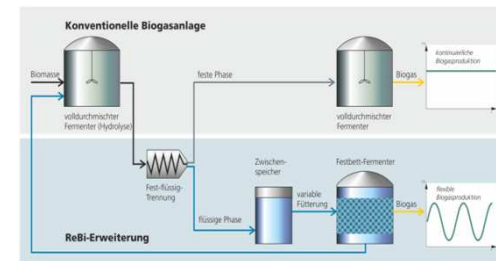 Konventionelle Biogasanlage
Biomasse
volldurchmischter
Fermenter (Hydrolyse)
feste Phase
volldurchmischter
Fermenter
Biogas
kontinuierliche
Biogasproduktion
Fest-flüssig-
Trennung
flüssige Phase
Zwischen-
speicher
variable
Fütterung
Festbett-Fermenter
Biogas
flexible
Biogasproduktion
ReBi-Erweiterung